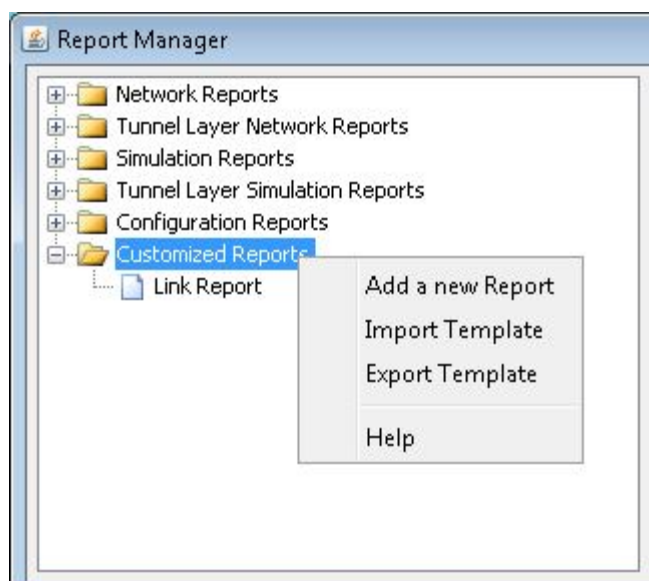 Report Manager
Network Reports
Tunnel Layer Network Reports
Simulation Reports
Tunnel Layer Simulation Reports
Configuration Reports
Customized Reports
Link Report
Add a new Report
Import Template
Export Template
Help